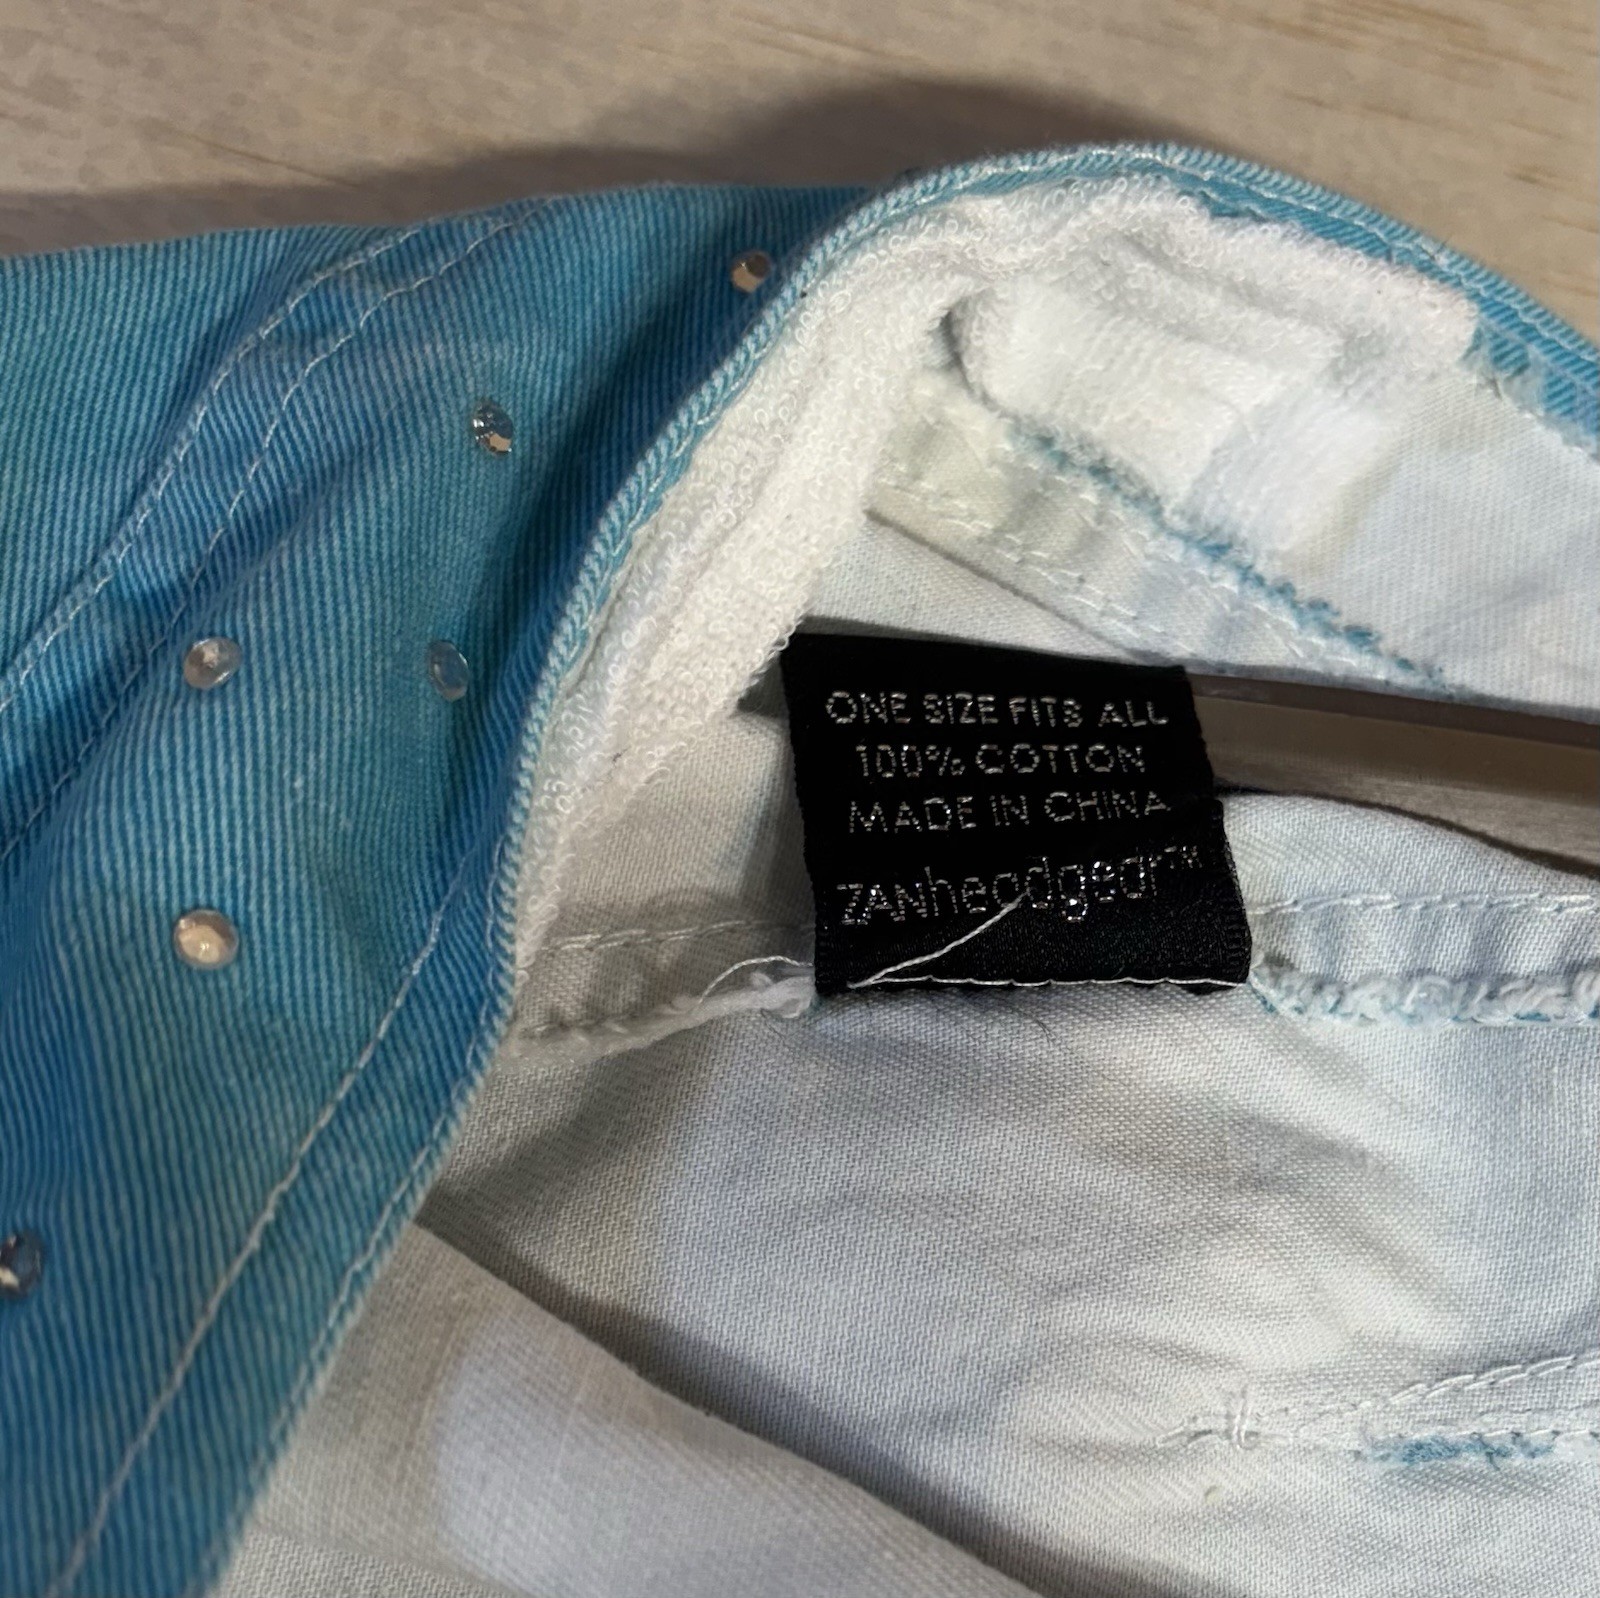 ONE SIZE FITS ALL
100% COTTON
MADE IN CHINA
ZANheadgear™